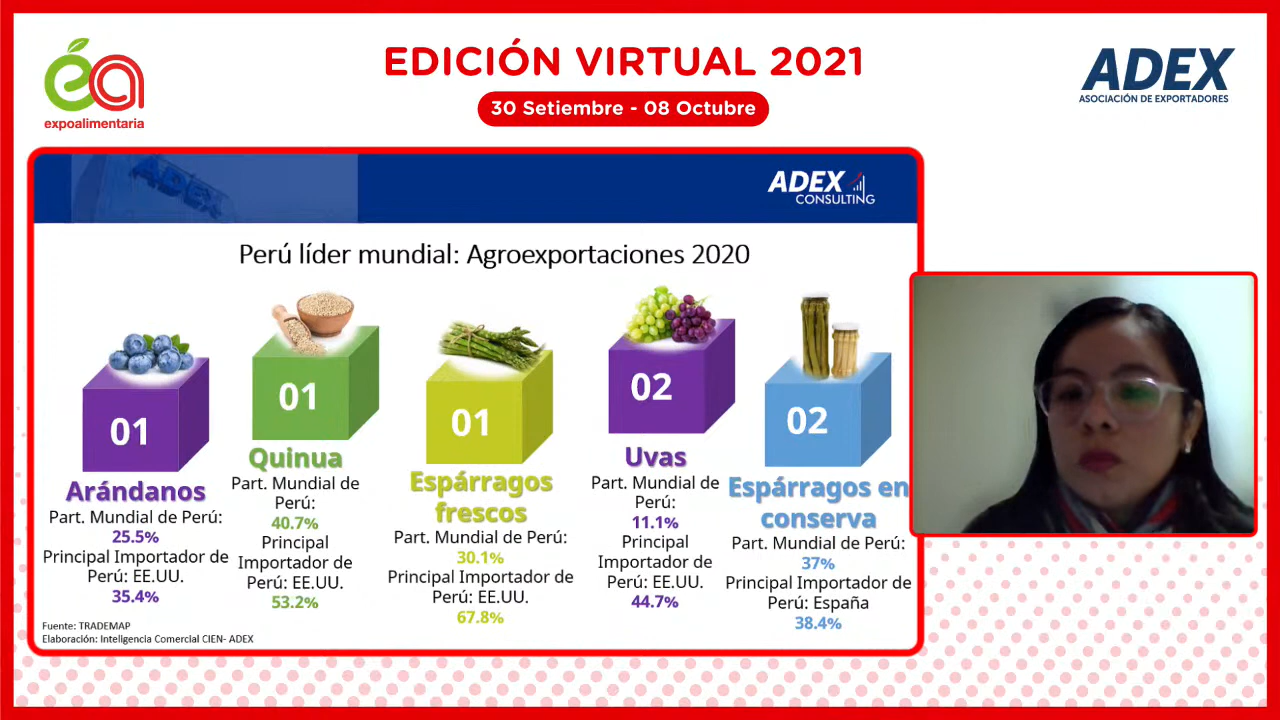 éa
expoalimentaria
EDICIÓN VIRTUAL 2021
30 Setiembre - 08 Octubre
ADEX
ASOCIACIÓN DE EXPORTADORES
ADEX
ADEX
CONSULTING
Perú líder mundial: Agroexportaciones 2020
01
Arándanos
Part. Mundial de Perú:
25.5%
Principal Importador de
Perú: EE.UU.
35.4%
01
Quinua
Part. Mundial de
Perú:
40.7%
Principal
Importador de
Perú: EE.UU.
53.2%
01
Espárragos
frescos
Part. Mundial de Perú:
30.1%
Principal Importador de
Perú: EE.UU.
67.8%
02
Uvas
Part. Mundial de
Perú:
11.1%
Principal
Importador de
Perú: EE.UU.
44.7%
02
Espárragos en
conserva
Part. Mundial de Perú:
37%
Principal Importador de
Perú: España
38.4%
Fuente: TRADEMAP
Elaboración: Inteligencia Comercial CIEN- ADEX